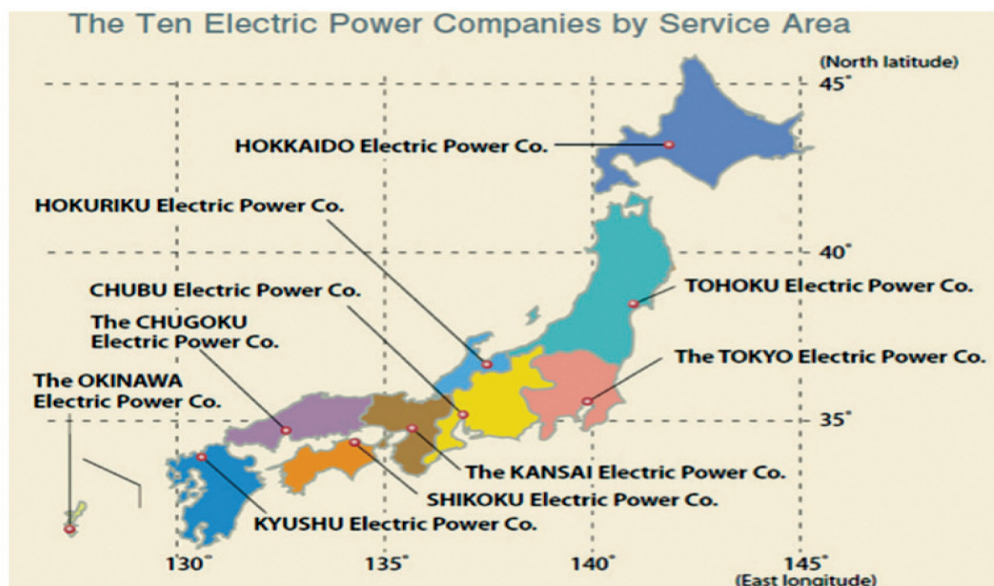 The Ten Electric Power Companies by Service Area
(North latitude)
45°
HOKKAIDO Electric Power Co.
HOKURIKU Electric Power Co.
40°
CHUBU Electric Power Co.
TOHOKU Electric Power Co.
The CHUGOKU
Electric Power Co.
The TOKYO Electric Power Co.
The OKINAWA
Electric Power Co.
35°
The KANSAI Electric Power Co.
SHIKOKU Electric Power Co.
KYUSHU Electric Power Co.
130°
135°
140°
145°
(East longitude)